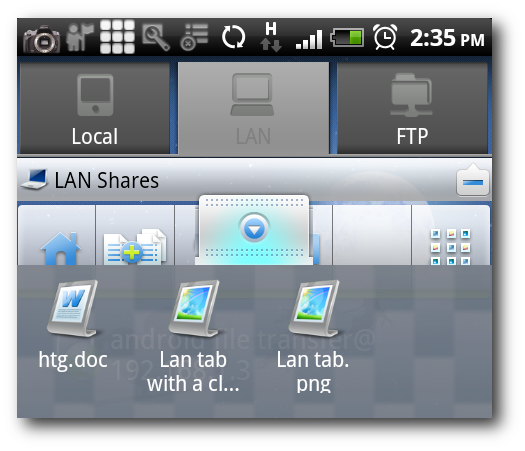 H
2:35 PM
Local
LAN
FTP
LAN Shares
htg.doc
Lan tab
with a cl...
Lan tab.
png
android file transfer@
192.
.3